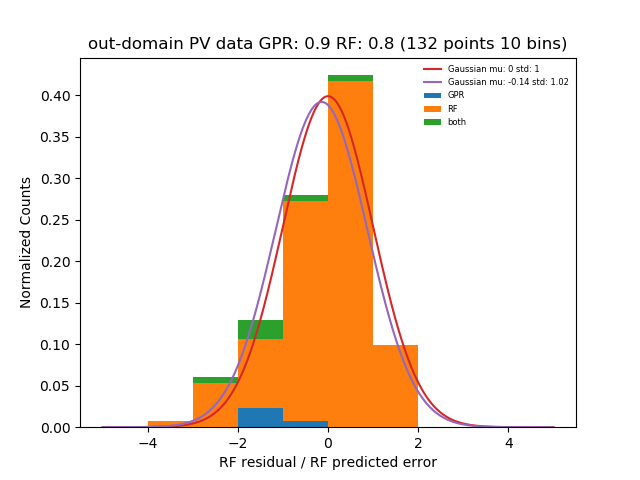 out-domain PV data GPR: 0.9 RF: 0.8 (132 points 10 bins)
Gaussian mu: 0 std: 1
Gaussian mu: -0.14 std: 1.02
GPR
RF
both
Normalized Counts
0.40
0.35
0.30
0.25
0.20
0.15
0.10
0.05
0.00
−4
−2
0
2
4
RF residual / RF predicted error